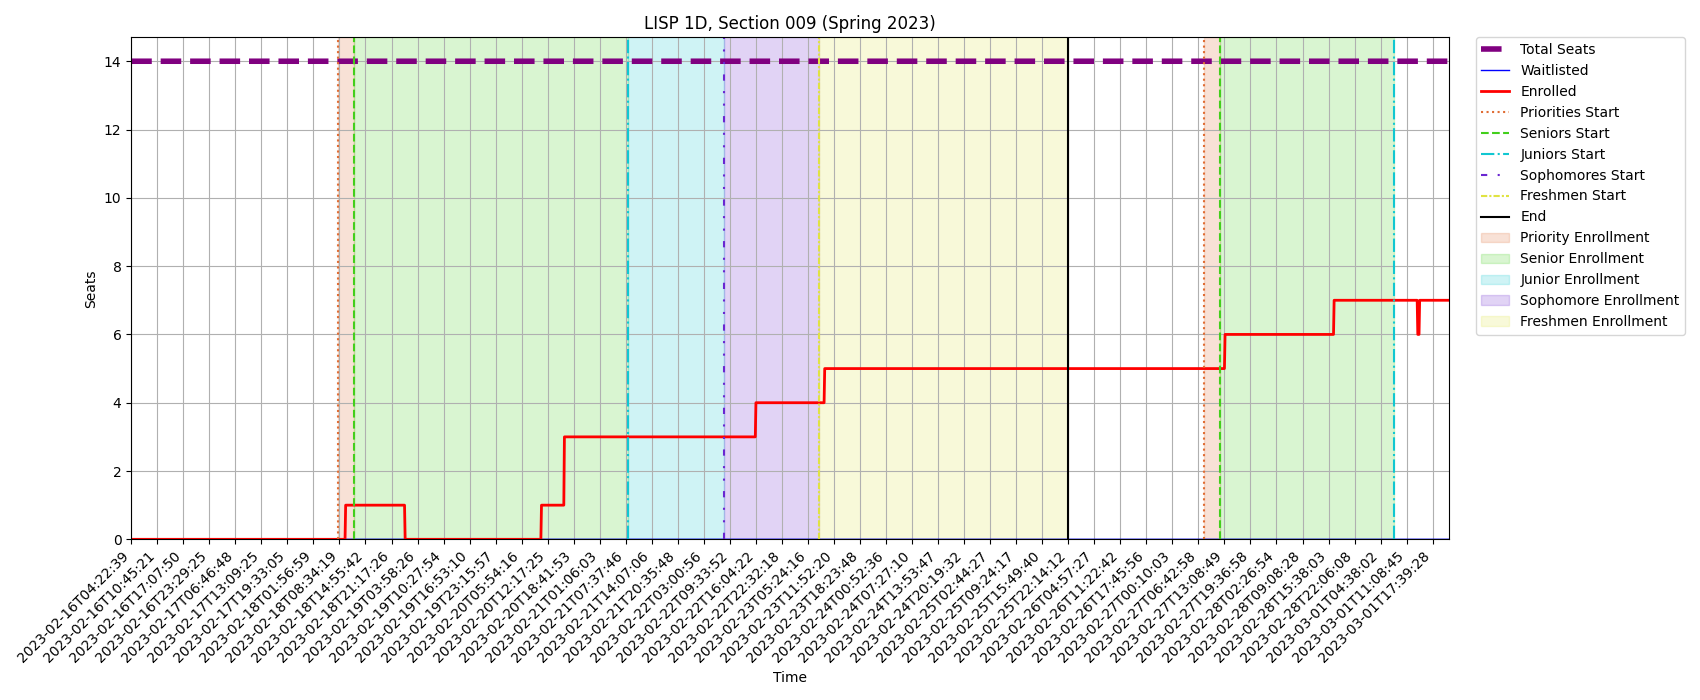 LISP 1D, Section 009 (Spring 2023)
Seats
14
12
10
8
6
4
2
0
2023-02-16T04:22:39
2023-02-16T10:45:21
2023-02-16T17:07:50
2023-02-16T23:29:25
2023-02-17T06:46:48
2023-02-17T13:09:25
2023-02-17T19:33:05
2023-02-18T01:56:59
2023-02-18T08:34:19
2023-02-18T14:55:42
2023-02-18T21:17:26
2023-02-19T03:58:26
2023-02-19T10:27:54
2023-02-19T16:53:10
2023-02-19T23:15:57
2023-02-20T05:54:16
2023-02-20T12:17:25
2023-02-20T18:41:53
2023-02-21T01:06:03
2023-02-21T07:37:46
2023-02-21T14:07:06
2023-02-21T20:35:48
2023-02-22T03:00:56
2023-02-22T09:33:52
2023-02-22T16:04:22
2023-02-22T22:32:18
2023-02-23T05:24:16
2023-02-23T11:52:20
2023-02-23T18:23:48
2023-02-24T00:52:36
2023-02-24T07:27:10
2023-02-24T13:53:47
2023-02-24T20:19:32
2023-02-25T02:44:27
2023-02-25T09:24:17
2023-02-25T15:49:40
2023-02-25T22:14:12
2023-02-26T04:57:27
2023-02-26T11:22:42
2023-02-26T17:45:56
2023-02-27T00:10:03
2023-02-27T06:42:58
2023-02-27T13:08:49
2023-02-27T19:36:58
2023-02-28T02:26:54
2023-02-28T09:08:28
2023-02-28T15:38:03
2023-02-28T22:06:08
2023-03-01T04:38:02
2023-03-01T11:08:45
2023-03-01T17:39:28
Time
Total Seats
Waitlisted
Enrolled
Priorities Start
Seniors Start
Juniors Start
Sophomores Start
Freshmen Start
End
Priority Enrollment
Senior Enrollment
Junior Enrollment
Sophomore Enrollment
Freshmen Enrollment